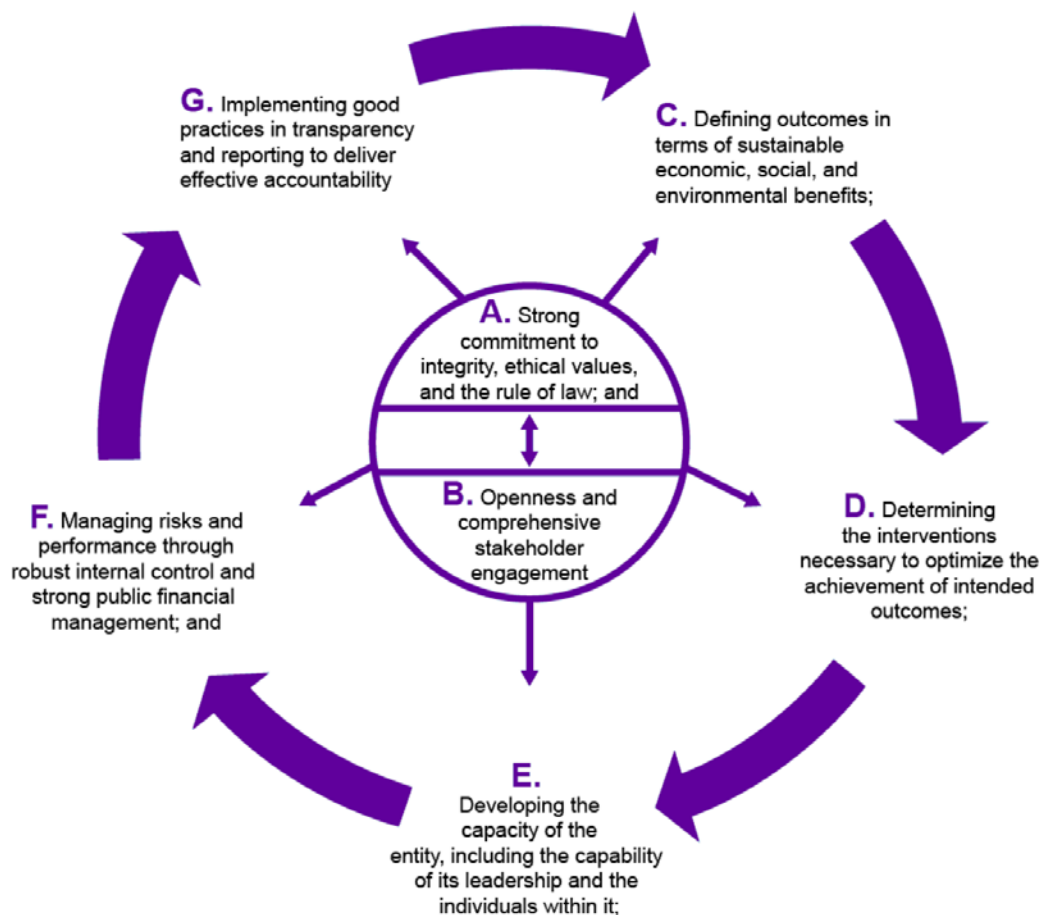 G. Implementing good
practices in transparency
and reporting to deliver
effective accountability
C. Defining outcomes in
terms of sustainable
economic, social, and
environmental benefits;
A. Strong
commitment to
integrity, ethical values,
and the rule of law; and
B. Openness and
comprehensive
stakeholder
engagement
D. Determining
the interventions
necessary to optimize the
achievement of intended
outcomes;
E.
Developing the
capacity of the
entity, including the capability
of its leadership and the
individuals within it;
F. Managing risks and
performance through
robust internal control and
strong public financial
management; and